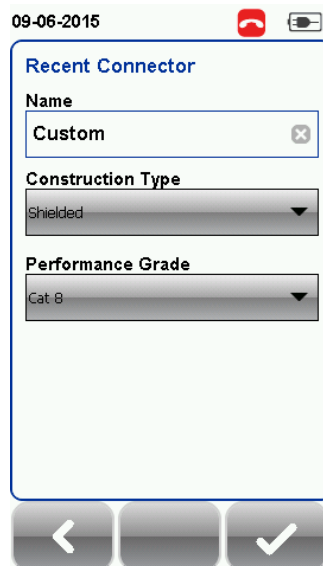 09-06-2015
Recent Connector
Name
Custom
Construction Type
Shielded
Performance Grade
Cat 8